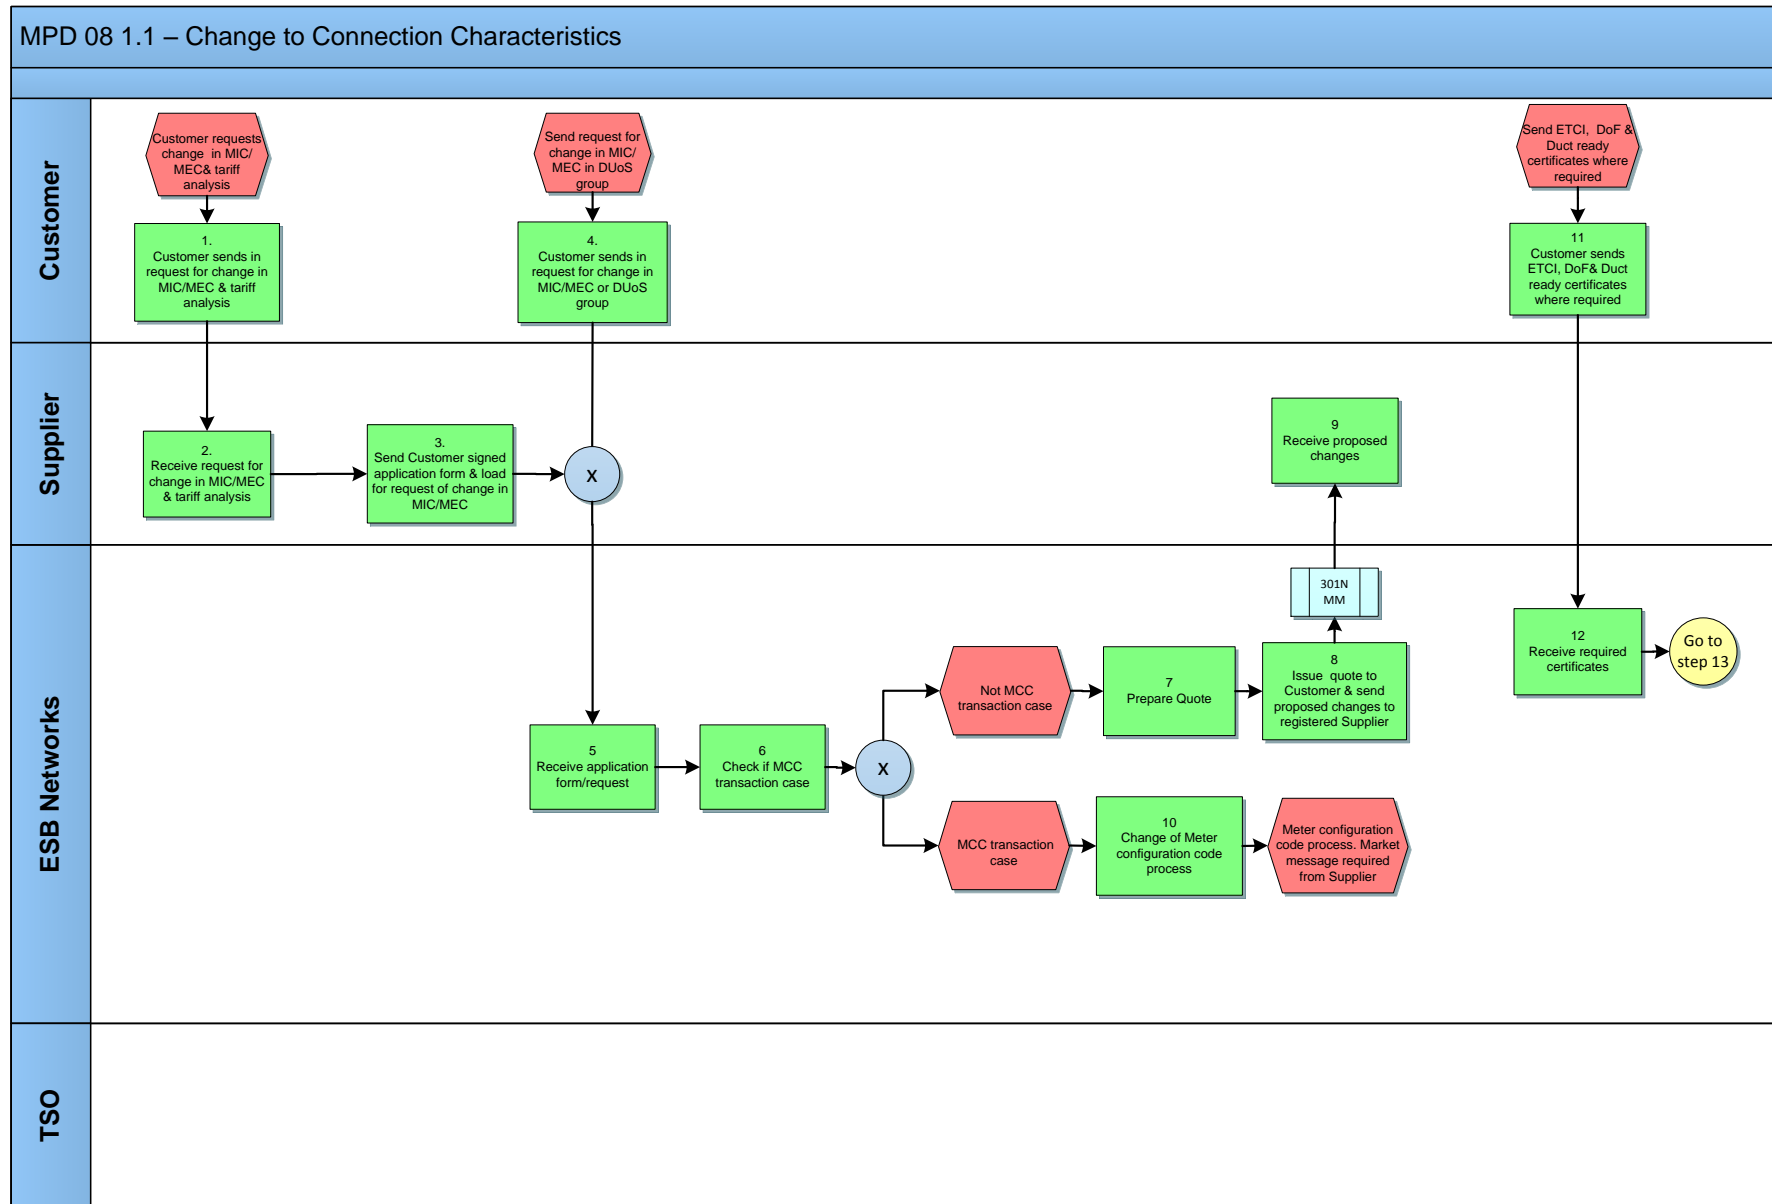 MPD 08 1.1 – Change to Connection Characteristics
Customer
Customer requests
change in MIC/
MEC& tariff
analysis
Send request for
change in MIC/
MEC in DUoS
group
Send ETCI, DoF &
Duct ready
certificates where
required
1.
Customer sends in
request for change in
MIC/MEC & tariff
analysis
4.
Customer sends in
request for change in
MIC/MEC or DUoS
group
11
Customer sends
ETCI, DoF& Duct
ready certificates
where required
Supplier
2.
Receive request for
change in MIC/MEC
& tariff analysis
3.
Send Customer signed
application form & load
for request of change in
MIC/MEC
X
9
Receive proposed
changes
ESB Networks
301N
MM
5
Receive application
form/request
6
Check if MCC
transaction case
X
Not MCC
transaction case
7
Prepare Quote
8
Issue quote to
Customer & send
proposed changes to
registered Supplier
MCC transaction
case
10
Change of Meter
configuration code
process
Meter configuration
code process. Market
message required
from Supplier
12
Receive required
certificates
Go to
step 13
TSO